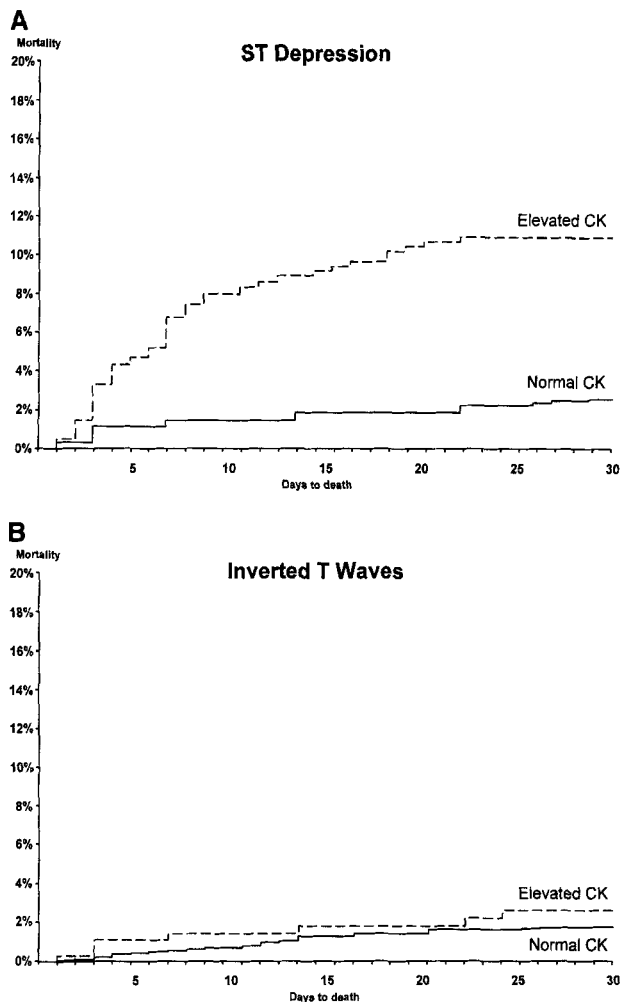 A
Mortality
ST Depression
20%
18%
16%
14%
12%
10%
8%
6%
4%
2%
0%
Elevated CK
Normal CK
5 10 15 20 25 30
Days to death
B
Mortality
Inverted T Waves
20%
18%
16%
14%
12%
10%
8%
6%
4%
2%
0%
Elevated CK
Normal CK
5 10 15 20 25 30
Days to death